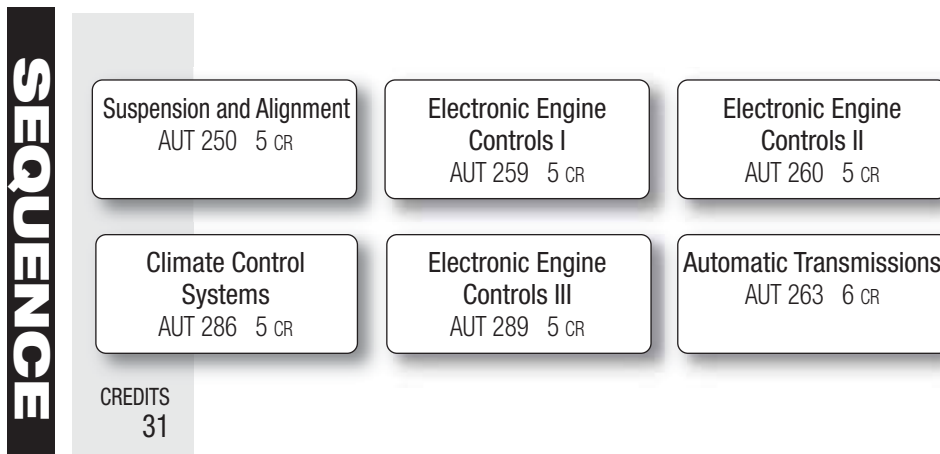 SEQUENCE
Suspension and Alignment
AUT 250 5 CR
Electronic Engine
Controls I
AUT 259 5 CR
Electronic Engine
Controls II
AUT 260 5 CR
Climate Control
Systems
AUT 286 5 CR
Electronic Engine
Controls III
AUT 289 5 CR
Automatic Transmissions
AUT 263 6 CR
CREDITS
31